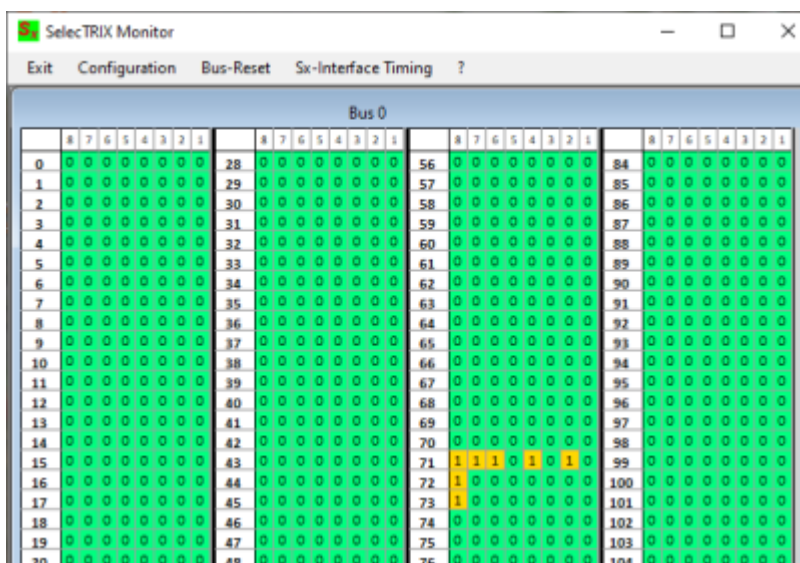 Sx SelecTRIX Monitor
Exit Configuration Bus-Reset Sx-Interface Timing ?
Bus 0
8 7 6 5 4 3 2 1 8 7 6 5 4 3 2 1 8 7 6 5 4 3 2 1 8 7 6 5 4 3 2 1
0 0 0 0 0 0 0 0 0 28 0 0 0 0 0 0 0 0 56 0 0 0 0 0 0 0 0 84 0 0 0 0 0 0 0 0
1 0 0 0 0 0 0 0 0 29 0 0 0 0 0 0 0 0 57 0 0 0 0 0 0 0 0 85 0 0 0 0 0 0 0 0
2 0 0 0 0 0 0 0 0 30 0 0 0 0 0 0 0 0 58 0 0 0 0 0 0 0 0 86 0 0 0 0 0 0 0 0
3 0 0 0 0 0 0 0 0 31 0 0 0 0 0 0 0 0 59 0 0 0 0 0 0 0 0 87 0 0 0 0 0 0 0 0
4 0 0 0 0 0 0 0 0 32 0 0 0 0 0 0 0 0 60 0 0 0 0 0 0 0 0 88 0 0 0 0 0 0 0 0
5 0 0 0 0 0 0 0 0 33 0 0 0 0 0 0 0 0 61 0 0 0 0 0 0 0 0 89 0 0 0 0 0 0 0 0
6 0 0 0 0 0 0 0 0 34 0 0 0 0 0 0 0 0 62 0 0 0 0 0 0 0 0 90 0 0 0 0 0 0 0 0
7 0 0 0 0 0 0 0 0 35 0 0 0 0 0 0 0 0 63 0 0 0 0 0 0 0 0 91 0 0 0 0 0 0 0 0
8 0 0 0 0 0 0 0 0 36 0 0 0 0 0 0 0 0 64 0 0 0 0 0 0 0 0 92 0 0 0 0 0 0 0 0
9 0 0 0 0 0 0 0 0 37 0 0 0 0 0 0 0 0 65 0 0 0 0 0 0 0 0 93 0 0 0 0 0 0 0 0
10 0 0 0 0 0 0 0 0 38 0 0 0 0 0 0 0 0 66 0 0 0 0 0 0 0 0 94 0 0 0 0 0 0 0 0
11 0 0 0 0 0 0 0 0 39 0 0 0 0 0 0 0 0 67 0 0 0 0 0 0 0 0 95 0 0 0 0 0 0 0 0
12 0 0 0 0 0 0 0 0 40 0 0 0 0 0 0 0 0 68 0 0 0 0 0 0 0 0 96 0 0 0 0 0 0 0 0
13 0 0 0 0 0 0 0 0 41 0 0 0 0 0 0 0 0 69 0 0 0 0 0 0 0 0 97 0 0 0 0 0 0 0 0
14 0 0 0 0 0 0 0 0 42 0 0 0 0 0 0 0 0 70 0 0 0 0 0 0 0 0 98 0 0 0 0 0 0 0 0
15 0 0 0 0 0 0 0 0 43 0 0 0 0 0 0 0 0 71 1 1 1 0 1 0 1 0 99 0 0 0 0 0 0 0 0
16 0 0 0 0 0 0 0 0 44 0 0 0 0 0 0 0 0 72 1 0 0 0 0 0 0 0 100 0 0 0 0 0 0 0 0
17 0 0 0 0 0 0 0 0 45 0 0 0 0 0 0 0 0 73 1 0 0 0 0 0 0 0 101 0 0 0 0 0 0 0 0
18 0 0 0 0 0 0 0 0 46 0 0 0 0 0 0 0 0 74 0 0 0 0 0 0 0 0 102 0 0 0 0 0 0 0 0
19 0 0 0 0 0 0 0 0 47 0 0 0 0 0 0 0 0 75 0 0 0 0 0 0 0 0 103 0 0 0 0 0 0 0 0